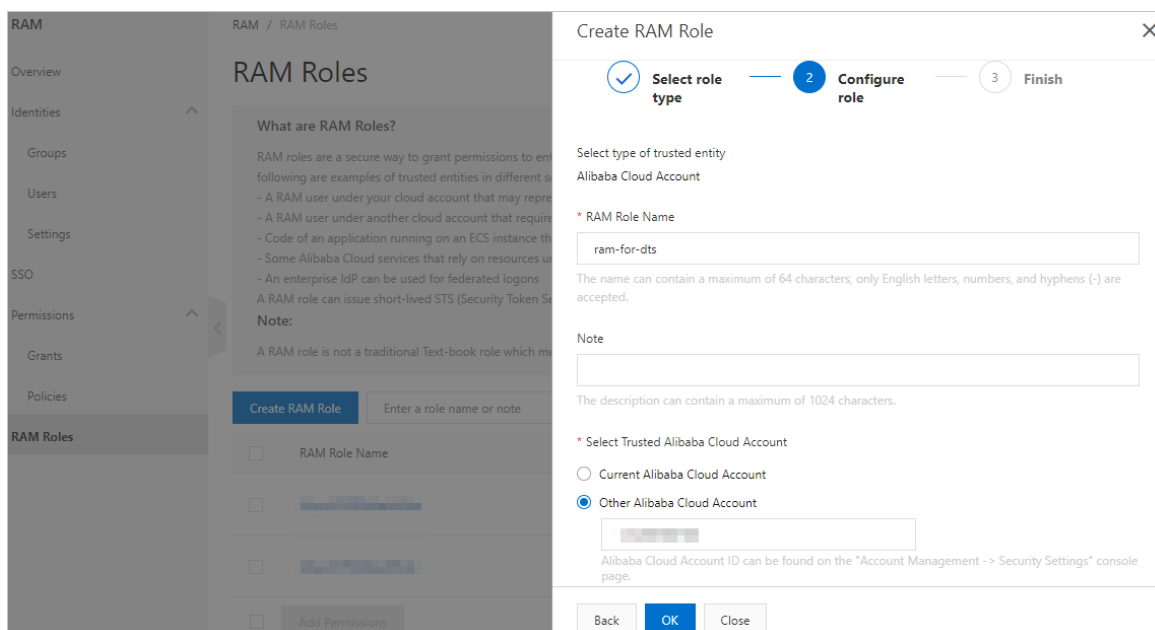 RAM
Overview
Identities
Groups
Users
Settings
SSO
Permissions
Grants
Policies
RAM Roles
RAM / RAM Roles
RAM Roles
What are RAM Roles?
RAM roles are a secure way to grant permissions to ent
following are examples of trusted entities in different s
- A RAM user under your cloud account that may repre
- A RAM user under another cloud account that require
- Code of an application running on an ECS instance th
- Some Alibaba Cloud services that rely on resources u
- An enterprise IdP can be used for federated logons
A RAM role can issue short-lived STS (Security Token Se
Note:
A RAM role is not a traditional Text-book role which me
Create RAM Role
Enter a role name or note
RAM Role Name
Add Permissions
Create RAM Role
Select role
type
2
Configure
role
3
Finish
Select type of trusted entity
Alibaba Cloud Account
* RAM Role Name
ram-for-dts
The name can contain a maximum of 64 characters, only English letters, numbers, and hyphens (-) are
accepted.
Note
The description can contain a maximum of 1024 characters.
* Select Trusted Alibaba Cloud Account
Current Alibaba Cloud Account
Other Alibaba Cloud Account
Alibaba Cloud Account ID can be found on the "Account Management -> Security Settings" console
page.
Back
OK
Close